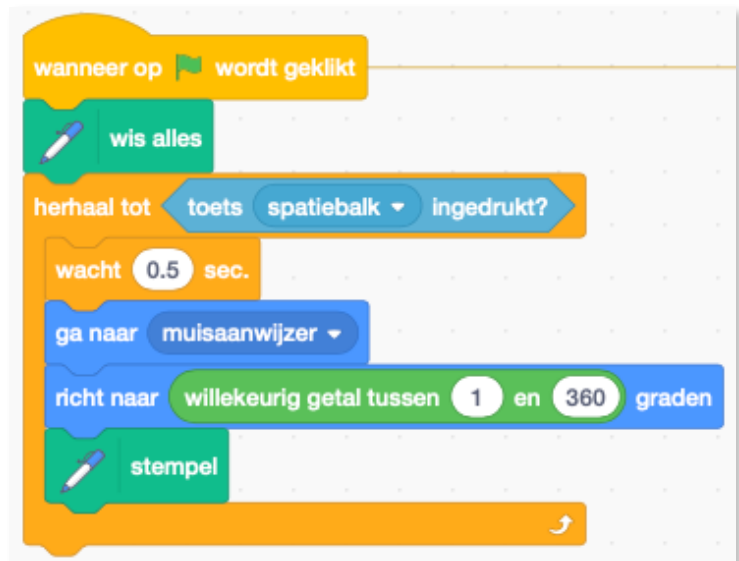 wanneer op wordt geklikt
wis alles
herhaal tot toets spatiebalk ingedrukt?
wacht 0.5 sec.
ga naar muisaanwijzer
richt naar willekeurig getal tussen 1 en 360 graden
stempel